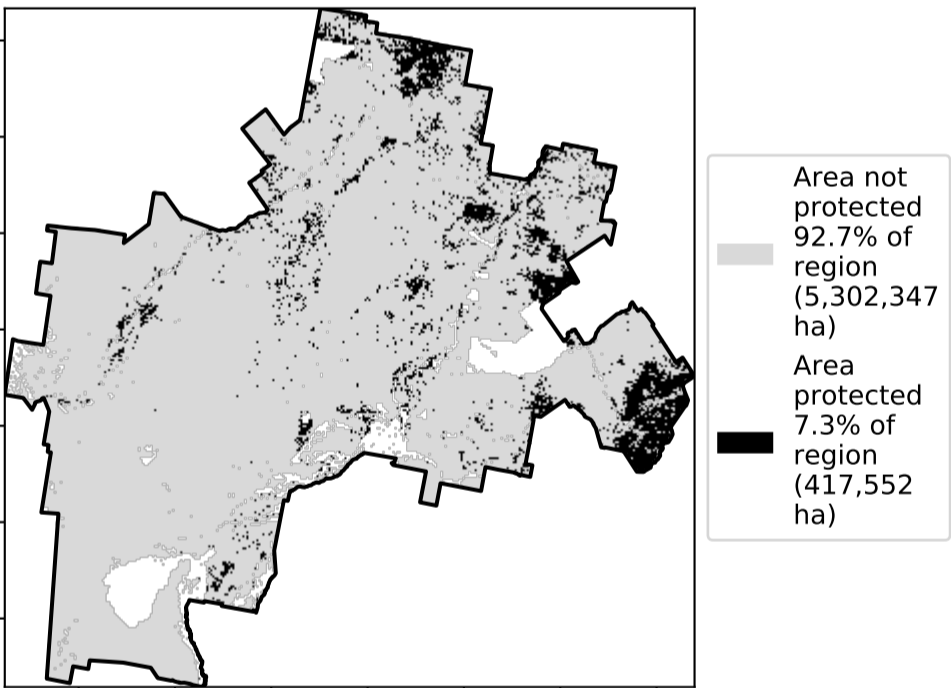 Area not
protected
92.7% of
region
(5,302,347
ha)
Area
protected
7.3% of
region
(417,552
ha)